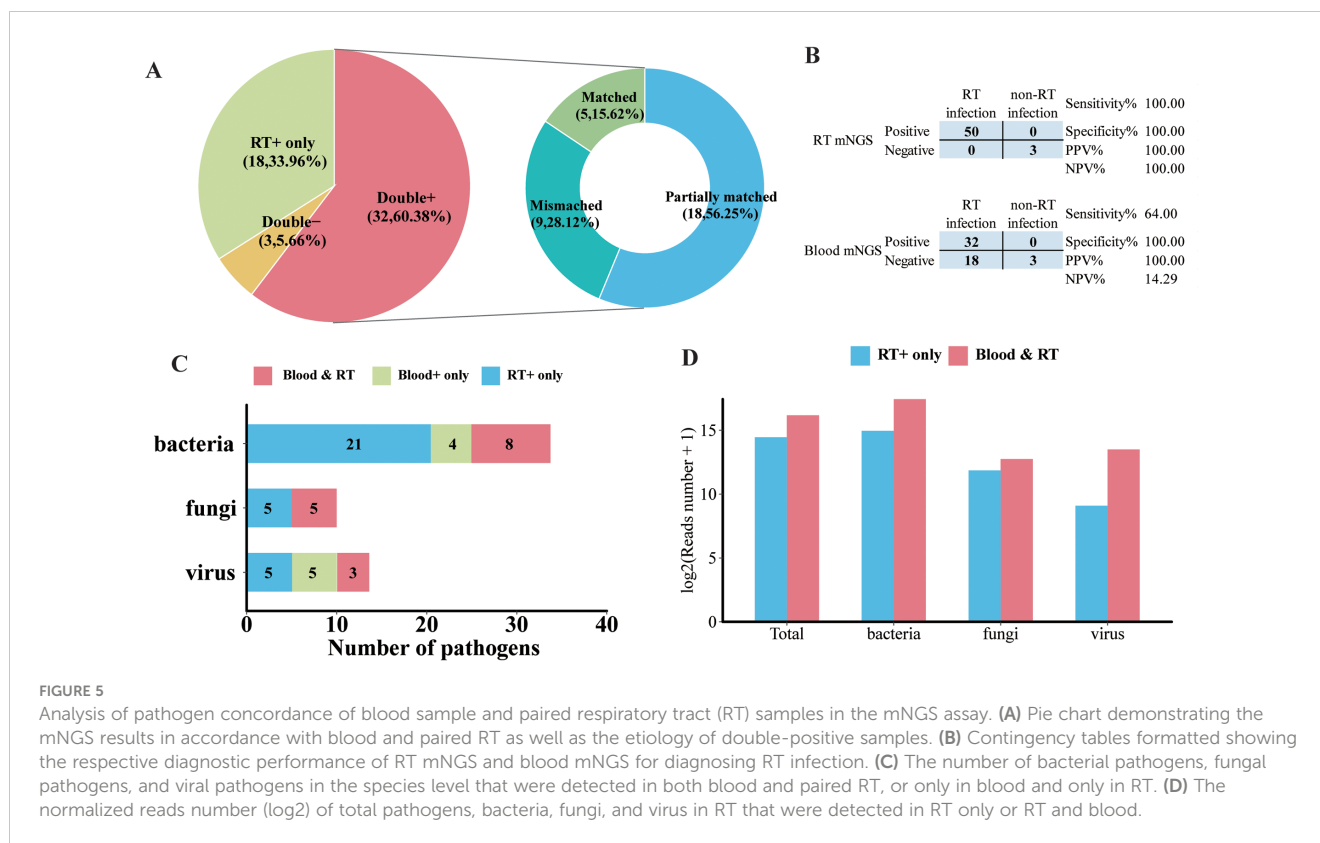 A
RT+ only
(18,33.96%)
Double−
(3,5.66%)
Double+
(32,60.38%)
Matched
(5,15.62%)
Mismached
(9,28.12%)
Partially matched
(18,56.25%)
B
RT mNGS
RT infection
non-RT infection
Sensitivity% 100.00
Positive 50 0 Specificity% 100.00
Negative 0 3 PPV% 100.00
NPV% 100.00
Blood mNGS
RT infection
non-RT infection
Sensitivity% 64.00
Positive 32 0 Specificity% 100.00
Negative 18 3 PPV% 100.00
NPV% 14.29
C
Blood & RT Blood+ only RT+ only
bacteria 21 4 8
fungi 5 5
virus 5 5 3
0 10 20 30 40
Number of pathogens
D
RT+ only Blood & RT
log2(Reads number + 1)
15
10
5
0
Total bacteria fungi virus
FIGURE 5
Analysis of pathogen concordance of blood sample and paired respiratory tract (RT) samples in the mNGS assay. (A) Pie chart demonstrating the
mNGS results in accordance with blood and paired RT as well as the etiology of double-positive samples. (B) Contingency tables formatted showing
the respective diagnostic performance of RT mNGS and blood mNGS for diagnosing RT infection. (C) The number of bacterial pathogens, fungal
pathogens, and viral pathogens in the species level that were detected in both blood and paired RT, or only in blood and only in RT. (D) The
normalized reads number (log2) of total pathogens, bacteria, fungi, and virus in RT that were detected in RT only or RT and blood.